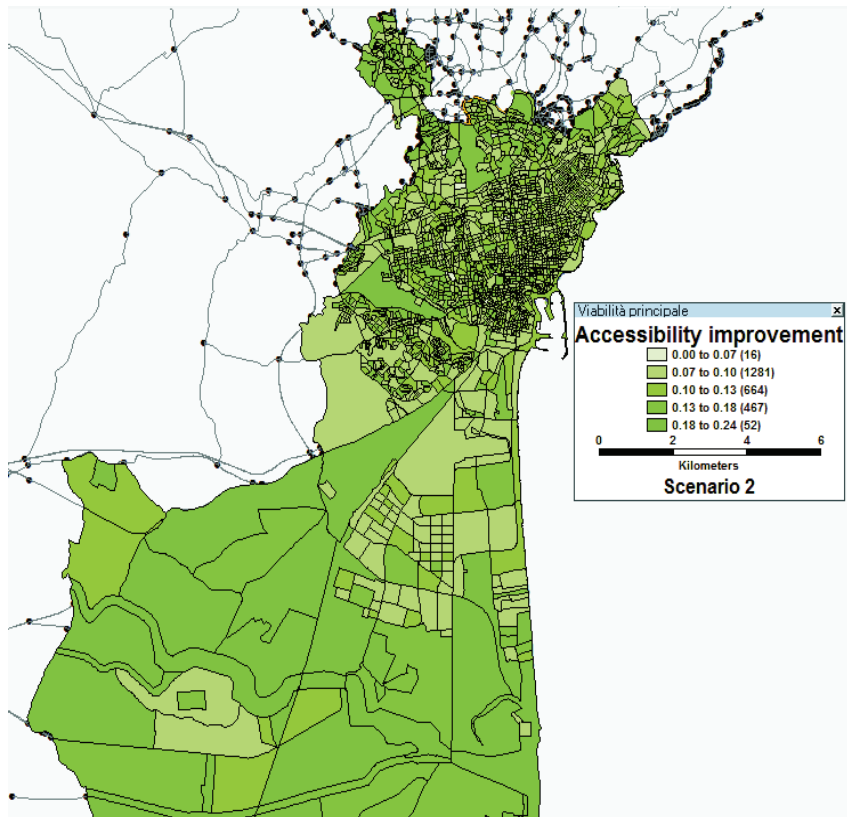 Viabilità principale
Accessibility improvement
0.00 to 0.07 (16)
0.07 to 0.10 (1281)
0.10 to 0.13 (664)
0.13 to 0.18 (467)
0.18 to 0.24 (52)
0 2 4 6
Kilometers
Scenario 2